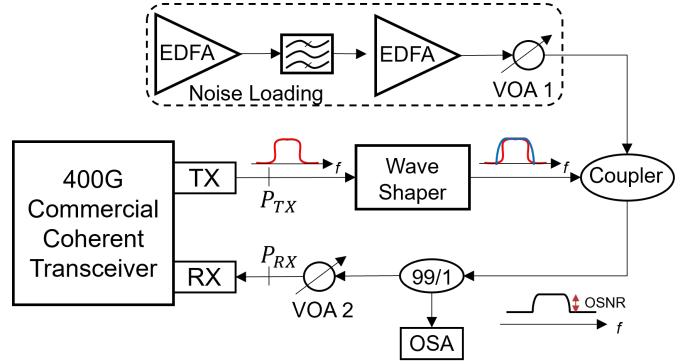 EDFA
EDFA
Noise Loading
VOA 1
400G
Commercial
Coherent
Transceiver
TX
P_TX
f
Wave
Shaper
f
Coupler
RX
P_RX
VOA 2
99/1
OSA
OSNR
f